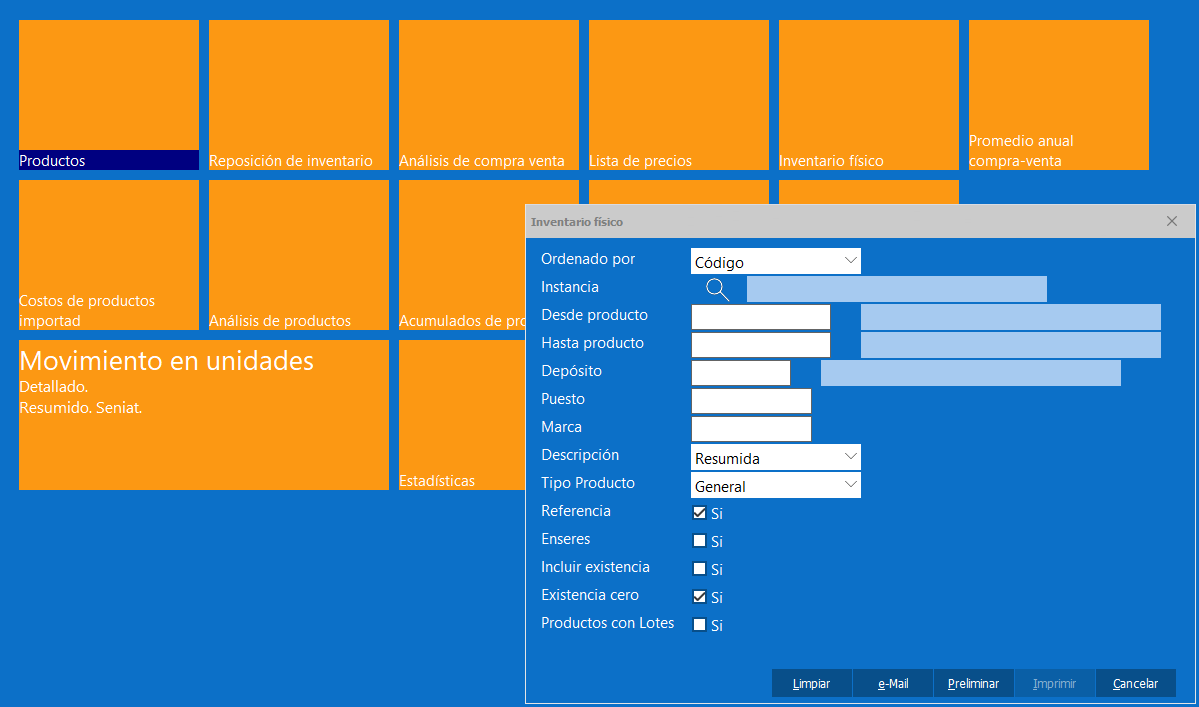 Productos
Reposición de inventario
Análisis de compra venta
Lista de precios
Inventario físico
Promedio anual
compra-venta
Costos de productos
importad
Análisis de productos
Acumulados de pro
Movimiento en unidades
Detallado.
Resumido. Seniat.
Estadísticas
Inventario físico
Ordenado por
Código
Instancia
Desde producto
Hasta producto
Depósito
Puesto
Marca
Descripción
Resumida
Tipo Producto
General
Referencia
Si
Enseres
Si
Incluir existencia
Si
Existencia cero
Si
Productos con Lotes
Si
Limpiar
e-Mail
Preliminar
Imprimir
Cancelar